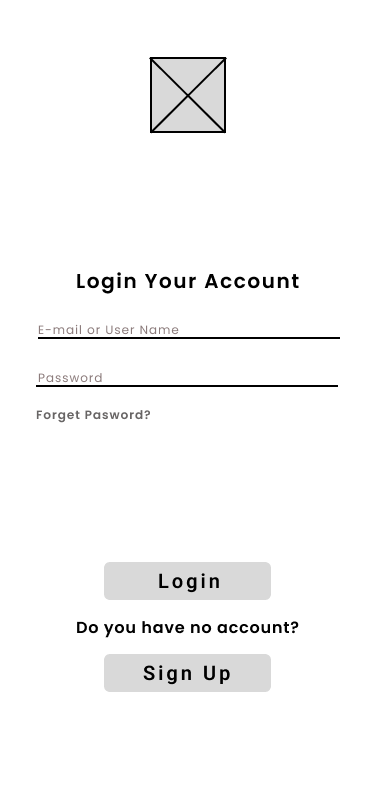 Login Your Account
E-mail or User Name
Password
Forget Pasword?
Login
Do you have no account?
Sign Up